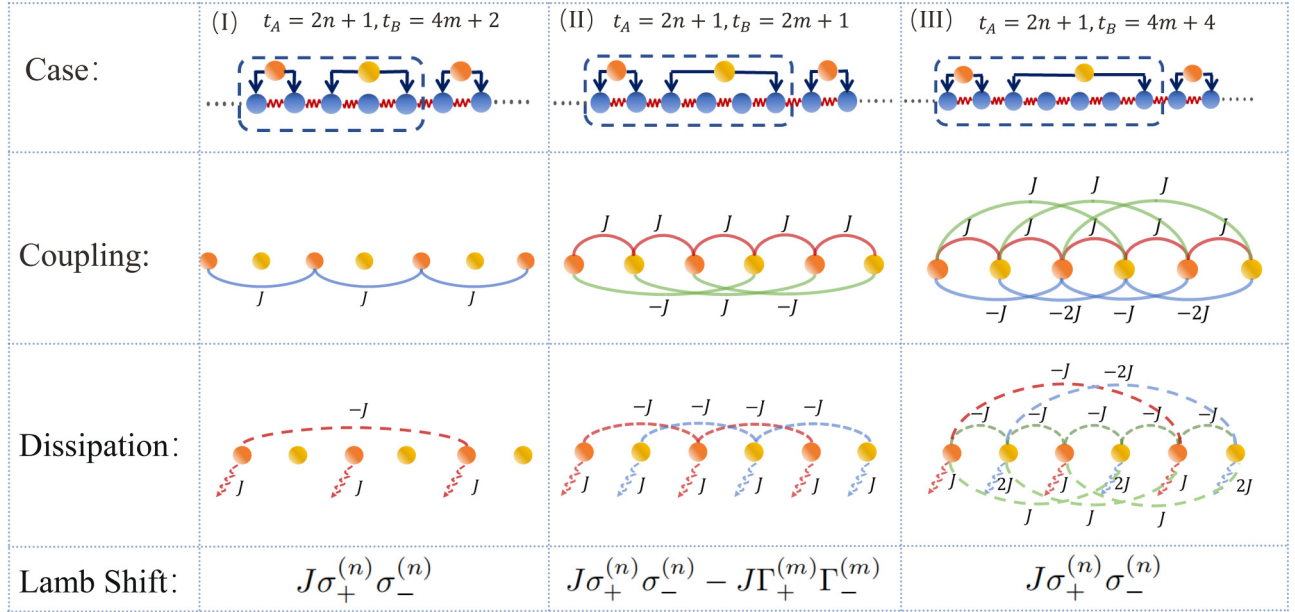 Case:
(I) t_A = 2n + 1, t_B = 4m + 2
(II) t_A = 2n + 1, t_B = 2m + 1
(III) t_A = 2n + 1, t_B = 4m + 4
Coupling:
J J J
J J J J J
−J J −J
J J J
J J J J J
−J −2J −J −2J
Dissipation:
−J
J J J
−J −J −J −J
J J J J J J
−J −2J
−J −J −J −J −J
J 2J J 2J J 2J
J J J
Lamb Shift:
Jσ_+^{(n)}σ_-^{(n)}
Jσ_+^{(n)}σ_-^{(n)} − JΓ_+^{(m)}Γ_-^{(m)}
Jσ_+^{(n)}σ_-^{(n)}